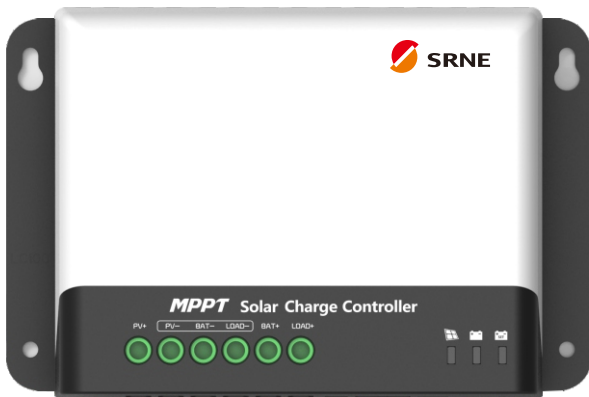 SRNE
MPPT Solar Charge Controller
PV+ PV− BAT− LOAD− BAT+ LOAD+